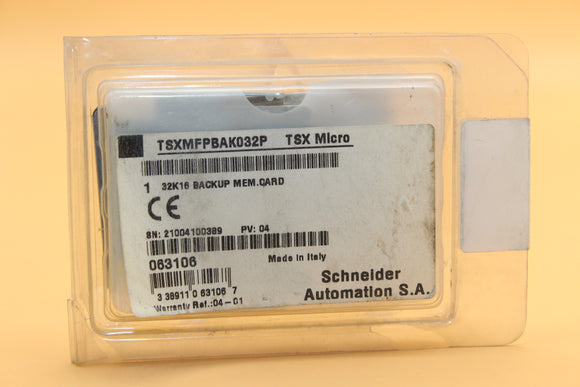 TSXMFPBAK032P TSX Micro
1 32K16 BACKUP MEM.CARD
CE
SN: 21004100389 PV: 04
063106 Made in Italy
3 38911 0 63106 7
Schneider
Automation S.A.
Warranty Ref.:04-01